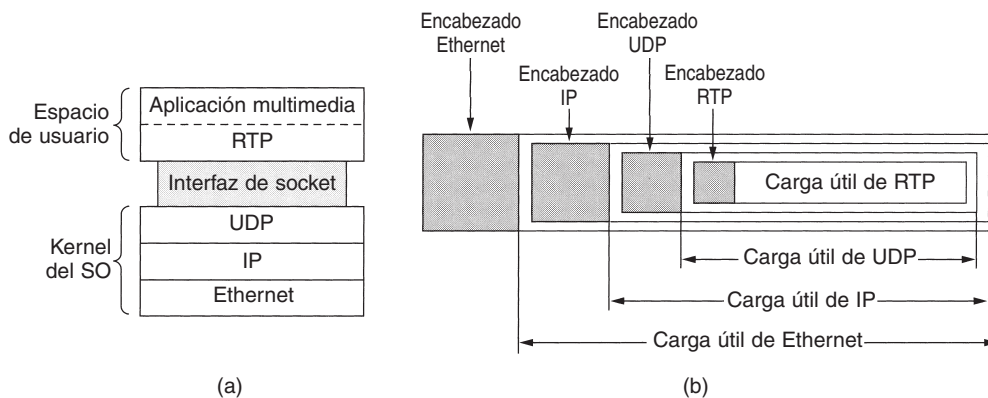 Espacio
de usuario
Aplicación multimedia
RTP
Interfaz de socket
Kernel
del SO
UDP
IP
Ethernet
(a)
Encabezado
Ethernet
Encabezado
IP
Encabezado
UDP
Encabezado
RTP
Carga útil de RTP
Carga útil de UDP
Carga útil de IP
Carga útil de Ethernet
(b)